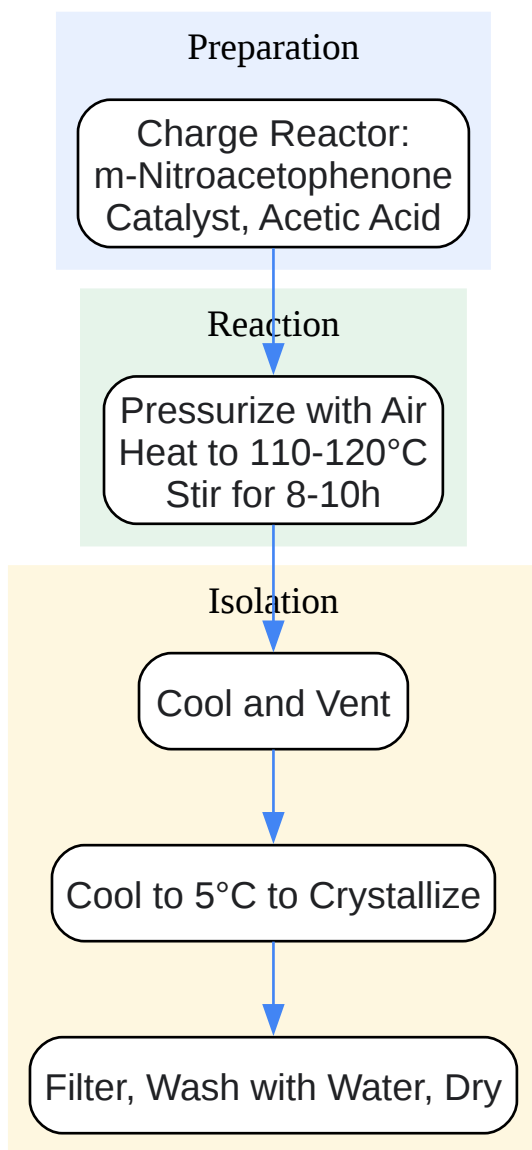 Preparation
Charge Reactor:
m-Nitroacetophenone
Catalyst, Acetic Acid
Reaction
Pressurize with Air
Heat to 110-120°C
Stir for 8-10h
Isolation
Cool and Vent
Cool to 5°C to Crystallize
Filter, Wash with Water, Dry